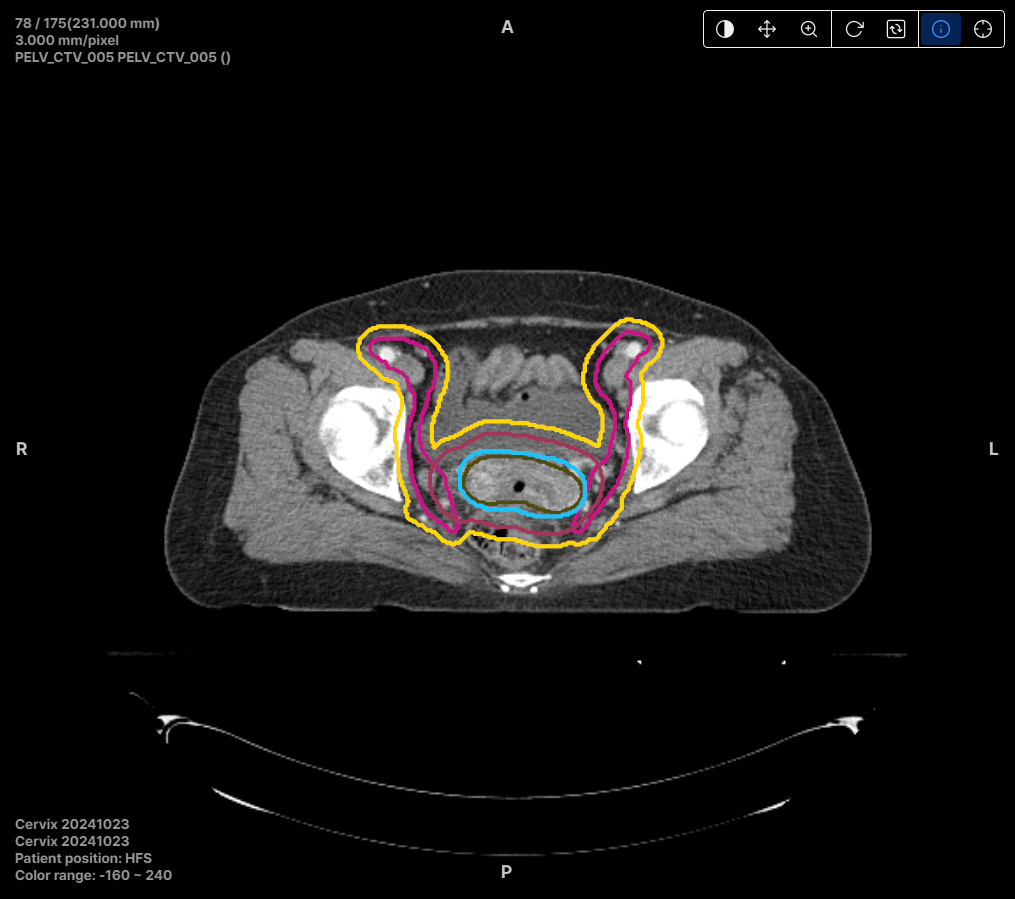 78 / 175(231.000 mm)
3.000 mm/pixel
PELV_CTV_005 PELV_CTV_005 ()
A
R
L
Cervix 20241023
Cervix 20241023
Patient position: HFS
Color range: -160 ~ 240
P